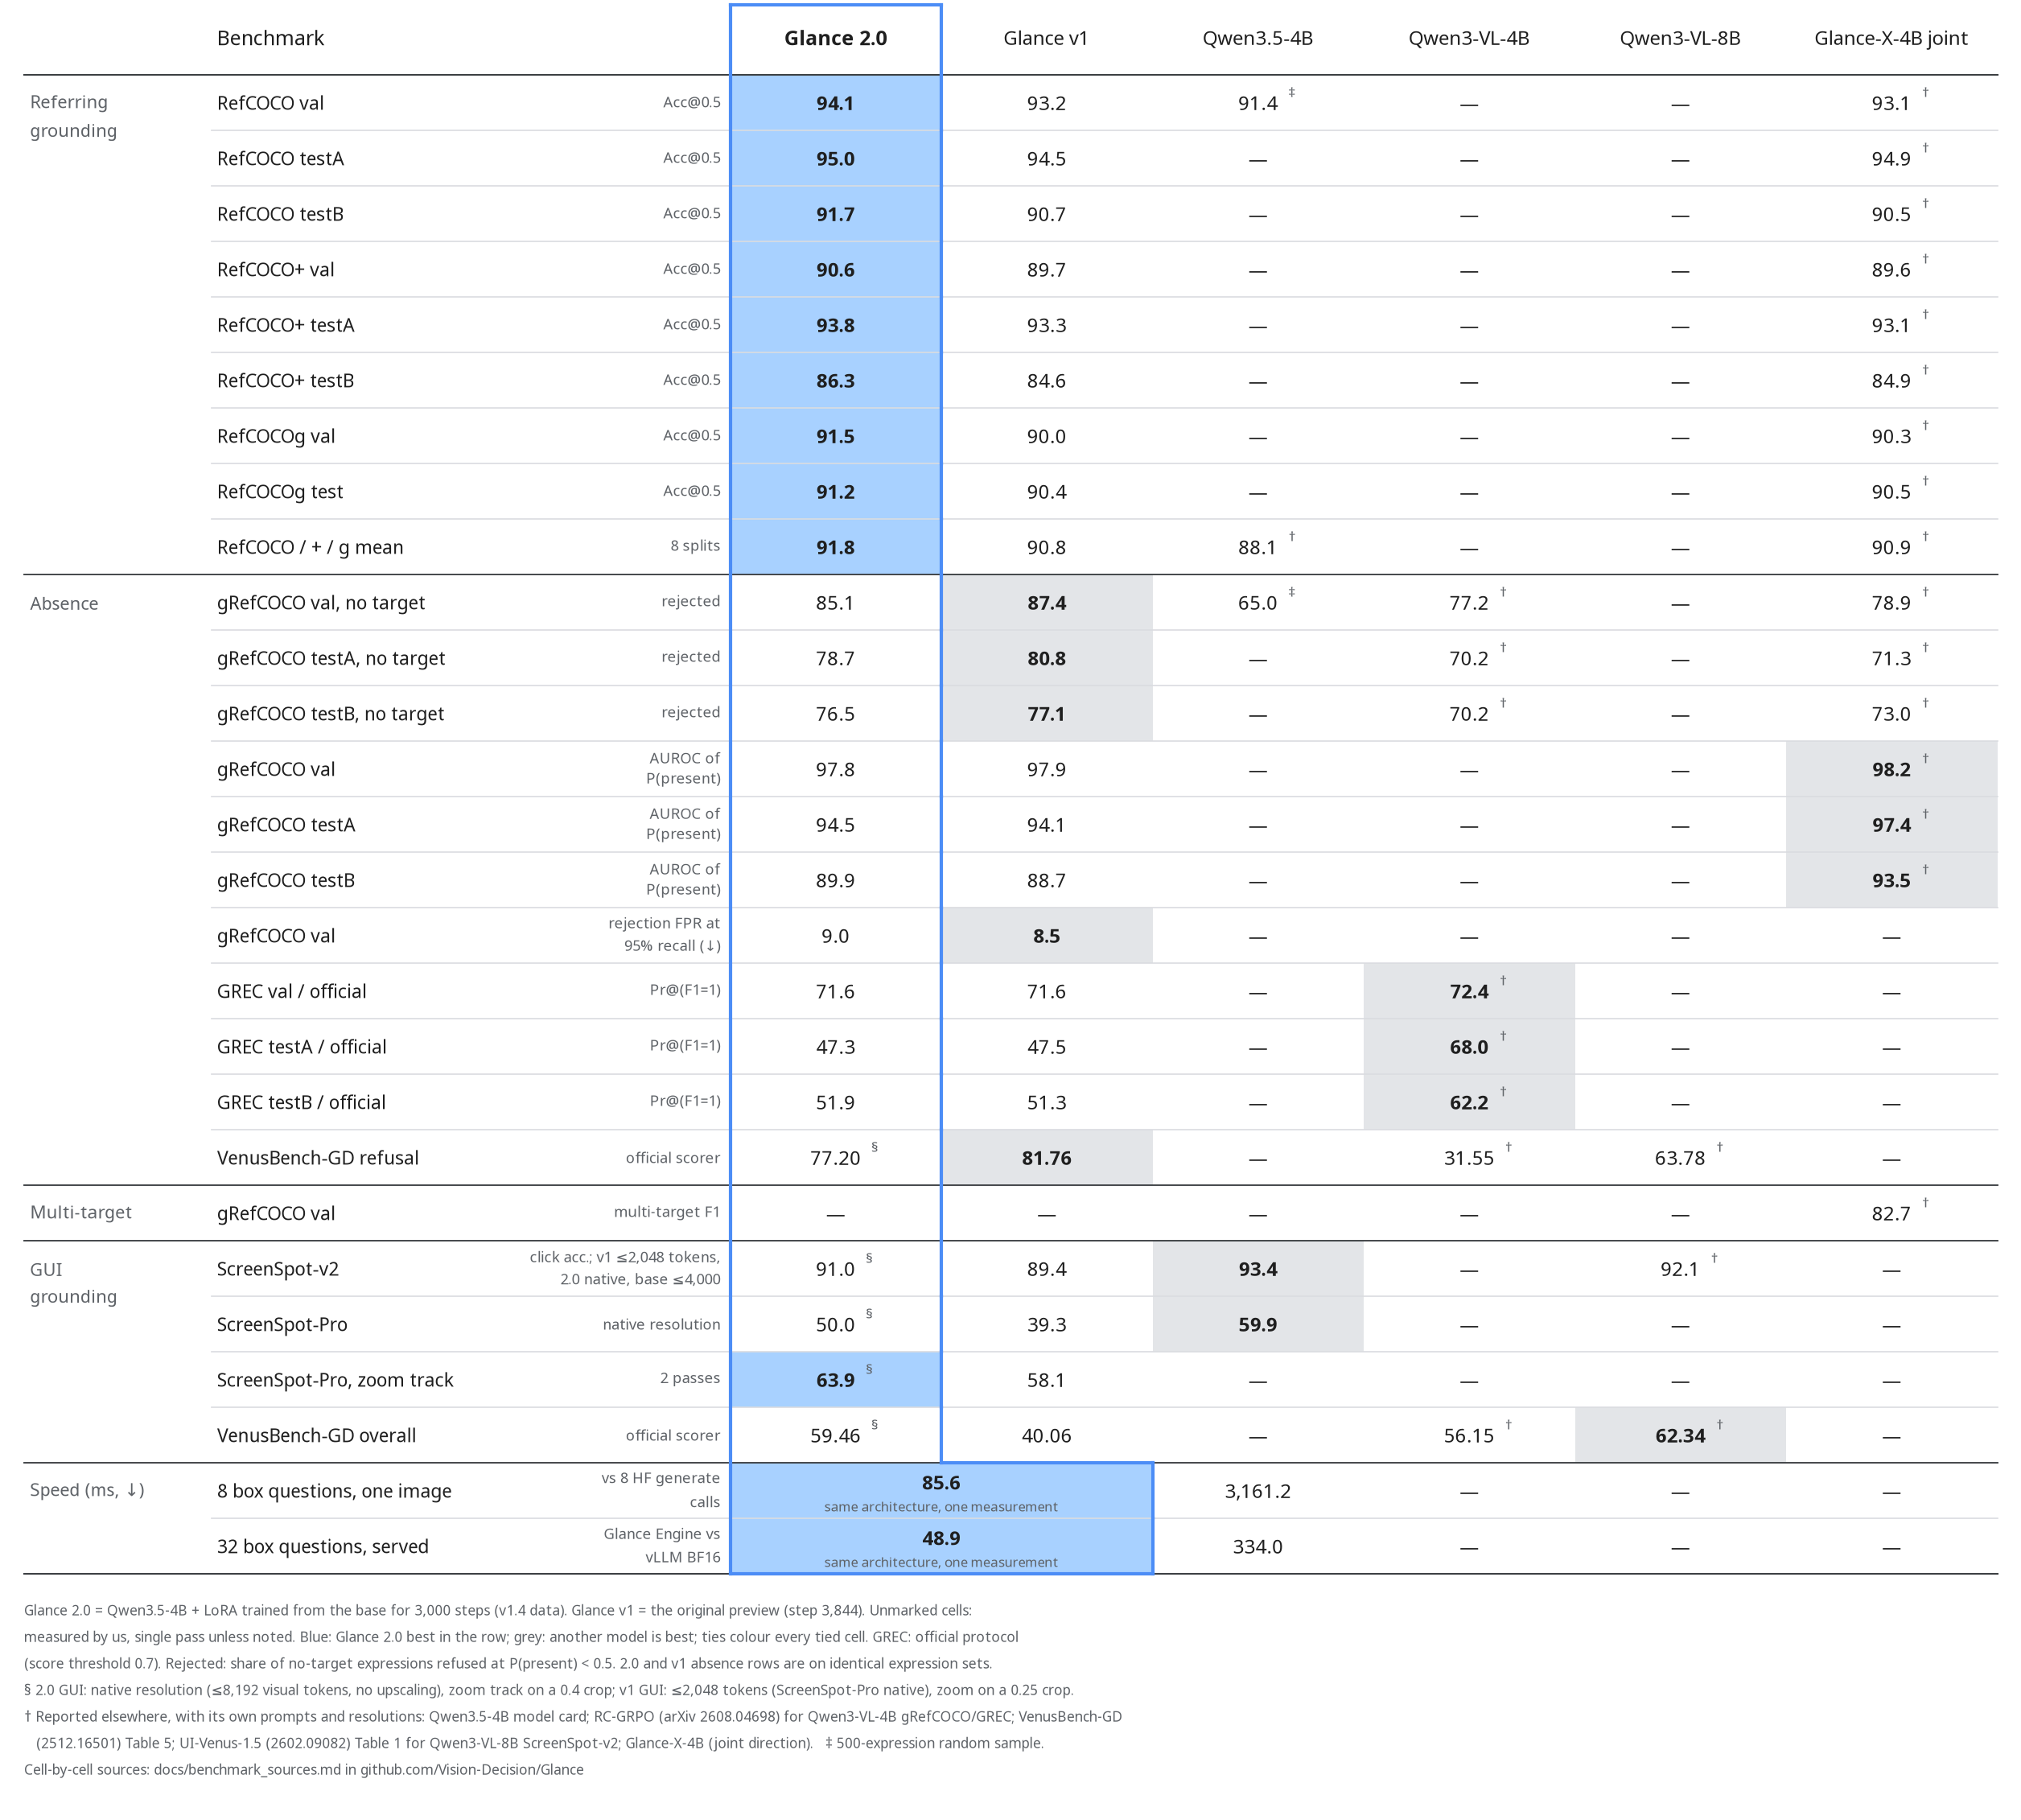 Benchmark Glance 2.0 Glance v1 Qwen3.5-4B Qwen3-VL-4B Qwen3-VL-8B Glance-X-4B joint
Referring grounding RefCOCO val Acc@0.5 94.1 93.2 91.4 ‡ — — 93.1 †
RefCOCO testA Acc@0.5 95.0 94.5 — — — 94.9 †
RefCOCO testB Acc@0.5 91.7 90.7 — — — 90.5 †
RefCOCO+ val Acc@0.5 90.6 89.7 — — — 89.6 †
RefCOCO+ testA Acc@0.5 93.8 93.3 — — — 93.1 †
RefCOCO+ testB Acc@0.5 86.3 84.6 — — — 84.9 †
RefCOCOg val Acc@0.5 91.5 90.0 — — — 90.3 †
RefCOCOg test Acc@0.5 91.2 90.4 — — — 90.5 †
RefCOCO / + / g mean 8 splits 91.8 90.8 88.1 † — — 90.9 †
Absence gRefCOCO val, no target rejected 85.1 87.4 65.0 ‡ 77.2 † — 78.9 †
gRefCOCO testA, no target rejected 78.7 80.8 — 70.2 † — 71.3 †
gRefCOCO testB, no target rejected 76.5 77.1 — 70.2 † — 73.0 †
gRefCOCO val AUROC of P(present) 97.8 97.9 — — — 98.2 †
gRefCOCO testA AUROC of P(present) 94.5 94.1 — — — 97.4 †
gRefCOCO testB AUROC of P(present) 89.9 88.7 — — — 93.5 †
gRefCOCO val rejection FPR at 95% recall (↓) 9.0 8.5 — — — —
GREC val / official Pr@(F1=1) 71.6 71.6 — 72.4 † — —
GREC testA / official Pr@(F1=1) 47.3 47.5 — 68.0 † — —
GREC testB / official Pr@(F1=1) 51.9 51.3 — 62.2 † — —
VenusBench-GD refusal official scorer 77.20 § 81.76 — 31.55 † 63.78 † —
Multi-target gRefCOCO val multi-target F1 — — — — — 82.7 †
GUI grounding ScreenSpot-v2 click acc.; v1 ≤2,048 tokens, 2.0 native, base ≤4,000 91.0 § 89.4 93.4 — 92.1 † —
ScreenSpot-Pro native resolution 50.0 § 39.3 59.9 — — —
ScreenSpot-Pro, zoom track 2 passes 63.9 § 58.1 — — — —
VenusBench-GD overall official scorer 59.46 § 40.06 — 56.15 † 62.34 † —
Speed (ms, ↓) 8 box questions, one image vs 8 HF generate calls 85.6 same architecture, one measurement 3,161.2 — — —
32 box questions, served Glance Engine vs vLLM BF16 48.9 same architecture, one measurement 334.0 — — —
Glance 2.0 = Qwen3.5-4B + LoRA trained from the base for 3,000 steps (v1.4 data). Glance v1 = the original preview (step 3,844). Unmarked cells:
measured by us, single pass unless noted. Blue: Glance 2.0 best in the row; grey: another model is best; ties colour every tied cell. GREC: official protocol
(score threshold 0.7). Rejected: share of no-target expressions refused at P(present) < 0.5. 2.0 and v1 absence rows are on identical expression sets.
§ 2.0 GUI: native resolution (≤8,192 visual tokens, no upscaling), zoom track on a 0.4 crop; v1 GUI: ≤2,048 tokens (ScreenSpot-Pro native), zoom on a 0.25 crop.
† Reported elsewhere, with its own prompts and resolutions: Qwen3.5-4B model card; RC-GRPO (arXiv 2608.04698) for Qwen3-VL-4B gRefCOCO/GREC; VenusBench-GD
(2512.16501) Table 5; UI-Venus-1.5 (2602.09082) Table 1 for Qwen3-VL-8B ScreenSpot-v2; Glance-X-4B (joint direction). ‡ 500-expression random sample.
Cell-by-cell sources: docs/benchmark_sources.md in github.com/Vision-Decision/Glance